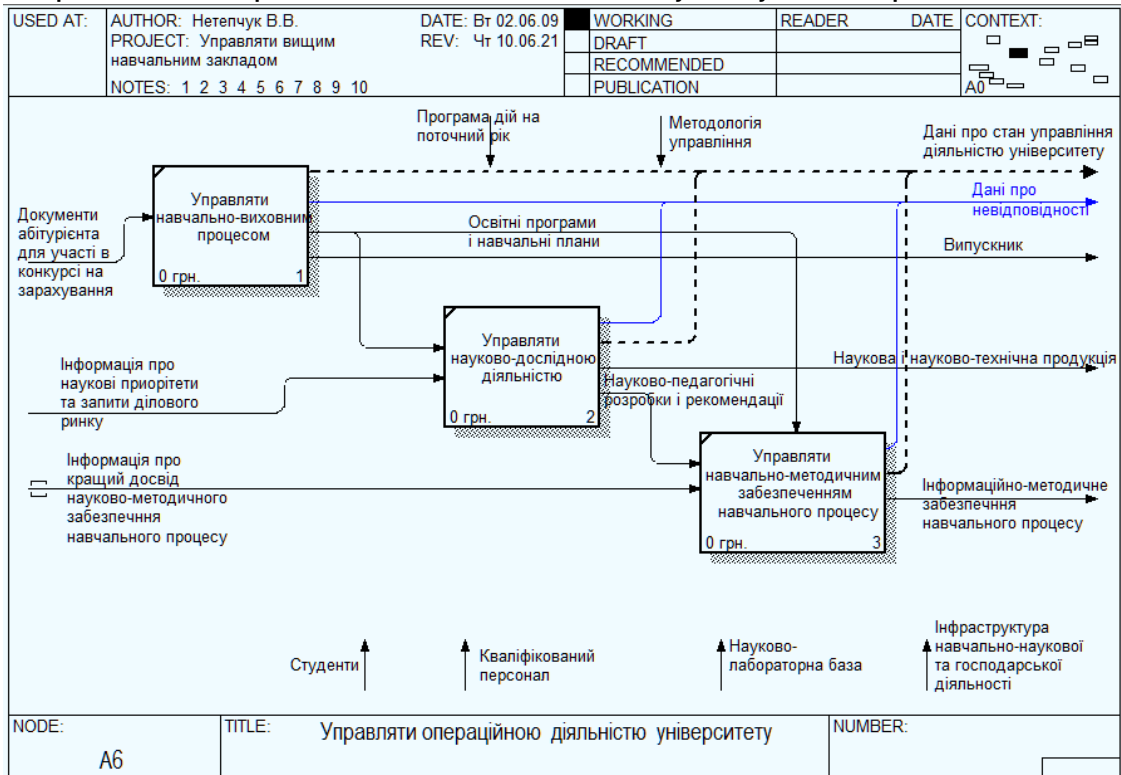 USED AT:
AUTHOR: Нетепчук В.В.
DATE: Вт 02.06.09
PROJECT: Управляти вищим
навчальним закладом
REV: Чт 10.06.21
NOTES: 1 2 3 4 5 6 7 8 9 10
WORKING
DRAFT
RECOMMENDED
PUBLICATION
READER
DATE
CONTEXT:
A0
Програма дій на
поточний рік
Методологія
управління
Дані про стан управління
діяльністю університету
Управляти
навчально-виховним
процесом
0 грн.
1
Дані про
невідповідності
Документи
абітурієнта
для участі в
конкурсі на
зарахування
Освітні програми
і навчальні плани
Випускник
Управляти
науково-дослідною
діяльністю
0 грн.
2
Інформація про
наукові приорітети
та запити ділового
ринку
Наукова і науково-технічна продукція
Науково-педагогічні
розробки і рекомендації
Управляти
навчально-методичним
забезпеченням
навчального процесу
0 грн.
3
Інформація про
кращий досвід
науково-методичного
забезпечння
навчального процесу
Інформаційно-методичне
забезпечння
навчального процесу
Студенти
Кваліфікований
персонал
Науково-
лабораторна база
Інфраструктура
навчально-наукової
та господарської
діяльності
NODE:
A6
TITLE:
Управляти операційною діяльністю університету
NUMBER: